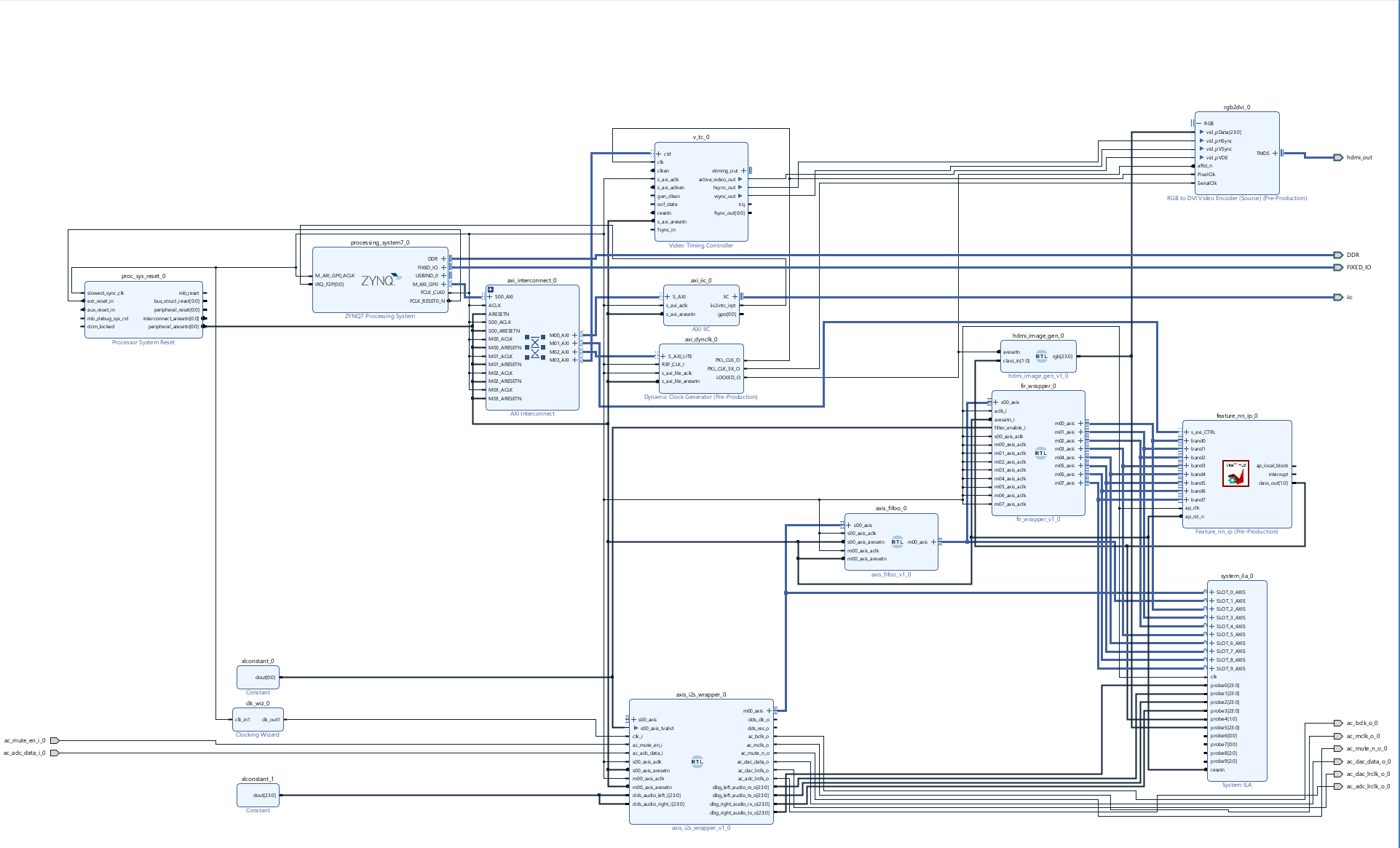 rgb2dvi_0
RGB
vid_pData[23:0]
vid_pHSync
vid_pVSync
vid_pVDE
aRst_n
PixelClk
SerialClk
TMDS
RGB to DVI Video Encoder (Source) (Pre-Production)
hdmi_out
v_tc_0
ctrl
clk
clken
s_axi_aclk
s_axi_aclken
gen_clken
sof_state
resetn
s_axi_aresetn
fsync_in
vtiming_out
active_video_out
hsync_out
vsync_out
irq
fsync_out[0:0]
Video Timing Controller
processing_system7_0
M_AXI_GP0_ACLK
IRQ_F2P[0:0]
ZYNQ
DDR
FIXED_IO
USBIND_0
M_AXI_GP0
FCLK_CLK0
FCLK_RESET0_N
ZYNQ7 Processing System
DDR
FIXED_IO
iic
proc_sys_reset_0
slowest_sync_clk
ext_reset_in
aux_reset_in
mb_debug_sys_rst
dcm_locked
mb_reset
bus_struct_reset[0:0]
peripheral_reset[0:0]
interconnect_aresetn[0:0]
peripheral_aresetn[0:0]
Processor System Reset
axi_interconnect_0
S00_AXI
ACLK
ARESETN
S00_ACLK
S00_ARESETN
M00_ACLK
M00_ARESETN
M01_ACLK
M01_ARESETN
M02_ACLK
M02_ARESETN
M03_ACLK
M03_ARESETN
M00_AXI
M01_AXI
M02_AXI
M03_AXI
AXI Interconnect
axi_iic_0
S_AXI
s_axi_aclk
s_axi_aresetn
IIC
iic2intc_irpt
gpo[0:0]
AXI IIC
axi_dynclk_0
S_AXI_LITE
REF_CLK_I
s_axi_lite_aclk
s_axi_lite_aresetn
PXL_CLK_O
PXL_CLK_5X_O
LOCKED_O
Dynamic Clock Generator (Pre-Production)
hdmi_image_gen_0
aresetn
class_in[1:0]
RTL
rgb[23:0]
hdmi_image_gen_v1_0
fir_wrapper_0
s00_axis
aclk_i
aresetn_i
filter_enable_i
s00_axis_aclk
m00_axis_aclk
m01_axis_aclk
m02_axis_aclk
m03_axis_aclk
m04_axis_aclk
m05_axis_aclk
m06_axis_aclk
m07_axis_aclk
RTL
m00_axis
m01_axis
m02_axis
m03_axis
m04_axis
m05_axis
m06_axis
m07_axis
fir_wrapper_v1_0
feature_nn_ip_0
s_axi_CTRL
band0
band1
band2
band3
band4
band5
band6
band7
ap_clk
ap_rst_n
ap_local_block
interrupt
class_out[1:0]
Feature_nn_ip (Pre-Production)
axis_fifoo_0
s00_axis
s00_axis_aclk
s00_axis_aresetn
m00_axis_aclk
m00_axis_aresetn
RTL
m00_axis
axis_fifoo_v1_0
system_ila_0
SLOT_0_AXIS
SLOT_1_AXIS
SLOT_2_AXIS
SLOT_3_AXIS
SLOT_4_AXIS
SLOT_5_AXIS
SLOT_6_AXIS
SLOT_7_AXIS
SLOT_8_AXIS
SLOT_9_AXIS
clk
probe0[23:0]
probe1[23:0]
probe2[23:0]
probe3[23:0]
probe4[1:0]
probe5[23:0]
probe6[0:0]
probe7[0:0]
probe8[2:0]
probe9[2:0]
resetn
System ILA
xlconstant_0
dout[0:0]
Constant
clk_wiz_0
clk_in1
clk_out1
Clocking Wizard
ac_mute_en_i_0
ac_adc_data_i_0
xlconstant_1
dout[23:0]
Constant
axis_i2s_wrapper_0
s00_axis
s00_axis_tvalid
clk_i
ac_mute_en_i
ac_adc_data_i
s00_axis_aclk
s00_axis_aresetn
m00_axis_aclk
m00_axis_aresetn
dds_audio_left_i[23:0]
dds_audio_right_i[23:0]
RTL
m00_axis
dds_clk_o
dds_res_o
ac_bclk_o
ac_mclk_o
ac_mute_n_o
ac_dac_data_o
ac_dac_lrclk_o
ac_adc_lrclk_o
dbg_left_audio_rx_o[23:0]
dbg_left_audio_tx_o[23:0]
dbg_right_audio_rx_o[23:0]
dbg_right_audio_tx_o[23:0]
axis_i2s_wrapper_v1_0
ac_bclk_o_0
ac_mclk_o_0
ac_mute_n_o_0
ac_dac_data_o_0
ac_dac_lrclk_o_0
ac_adc_lrclk_o_0